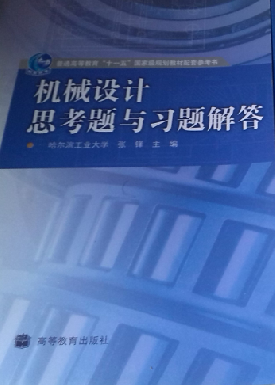 普通高等教育“十一五”国家级规划教材配套参考书
机械设计
思考题与习题解答
哈尔滨工业大学 张锋 主编
高等教育出版社